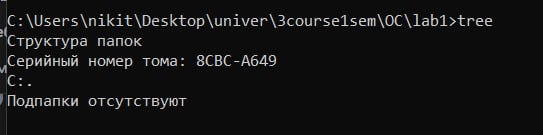 C:\Users\nikit\Desktop\univer\3course1sem\OC\lab1>tree
Структура папок
Серийный номер тома: 8CBC-A649
C:.
Подпапки отсутствуют